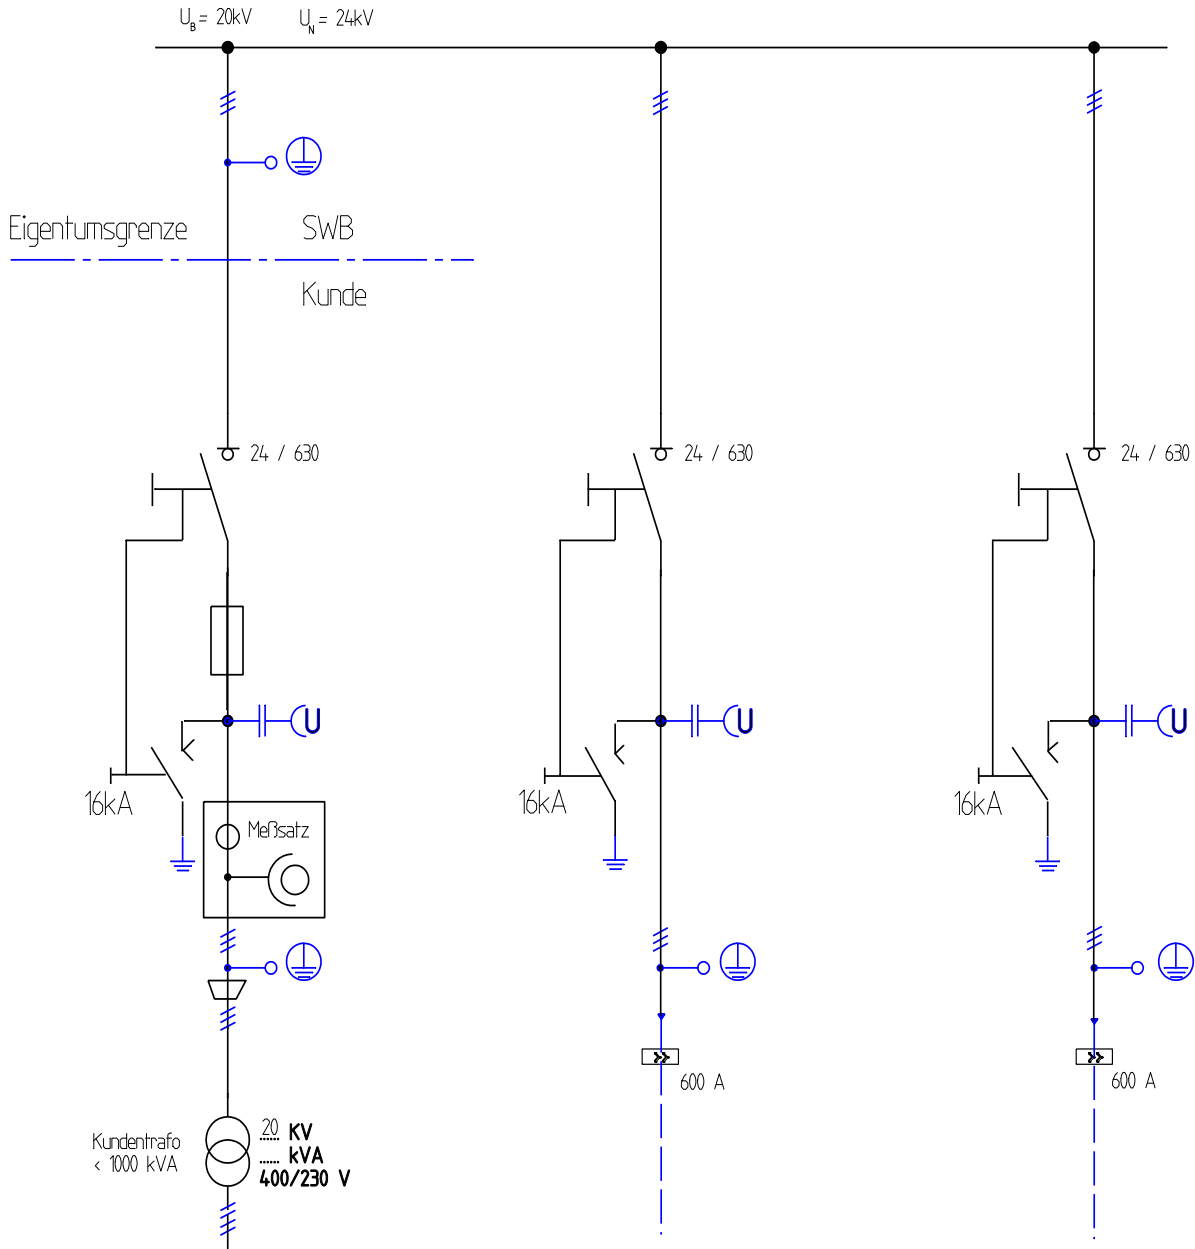 U_B = 20kV U_N = 24kV
Eigentumsgrenze SWB
Kunde
24 / 630 24 / 630 24 / 630
U U U
16kA 16kA 16kA
Meßsatz
600 A 600 A
Kundentrafo
< 1000 kVA
20 KV
...... kVA
400/230 V